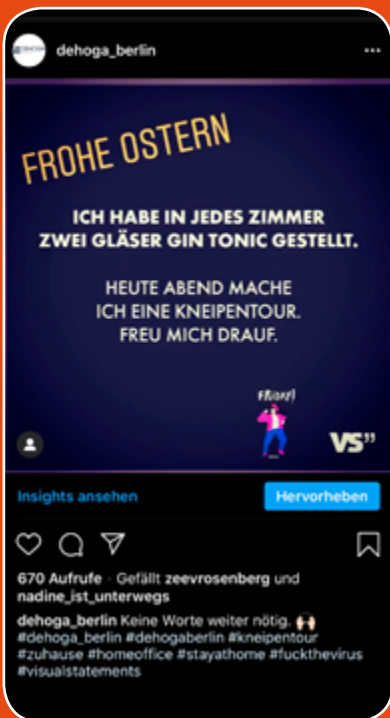 dehoga_berlin
FROHE OSTERN
ICH HABE IN JEDES ZIMMER
ZWEI GLÄSER GIN TONIC GESTELLT.
HEUTE ABEND MACHE
ICH EINE KNEIPENTOUR.
FREU MICH DRAUF.
FRIDAY!
VS”
Insights ansehen
Hervorheben
670 Aufrufe · Gefällt zeevrosenberg und
nadine_ist_unterwegs
dehoga_berlin Keine Worte weiter nötig. 🙌
#dehoga_berlin #dehogaberlin #kneipentour
#zuhause #homeoffice #stayathome #fuckthevirus
#visualstatements